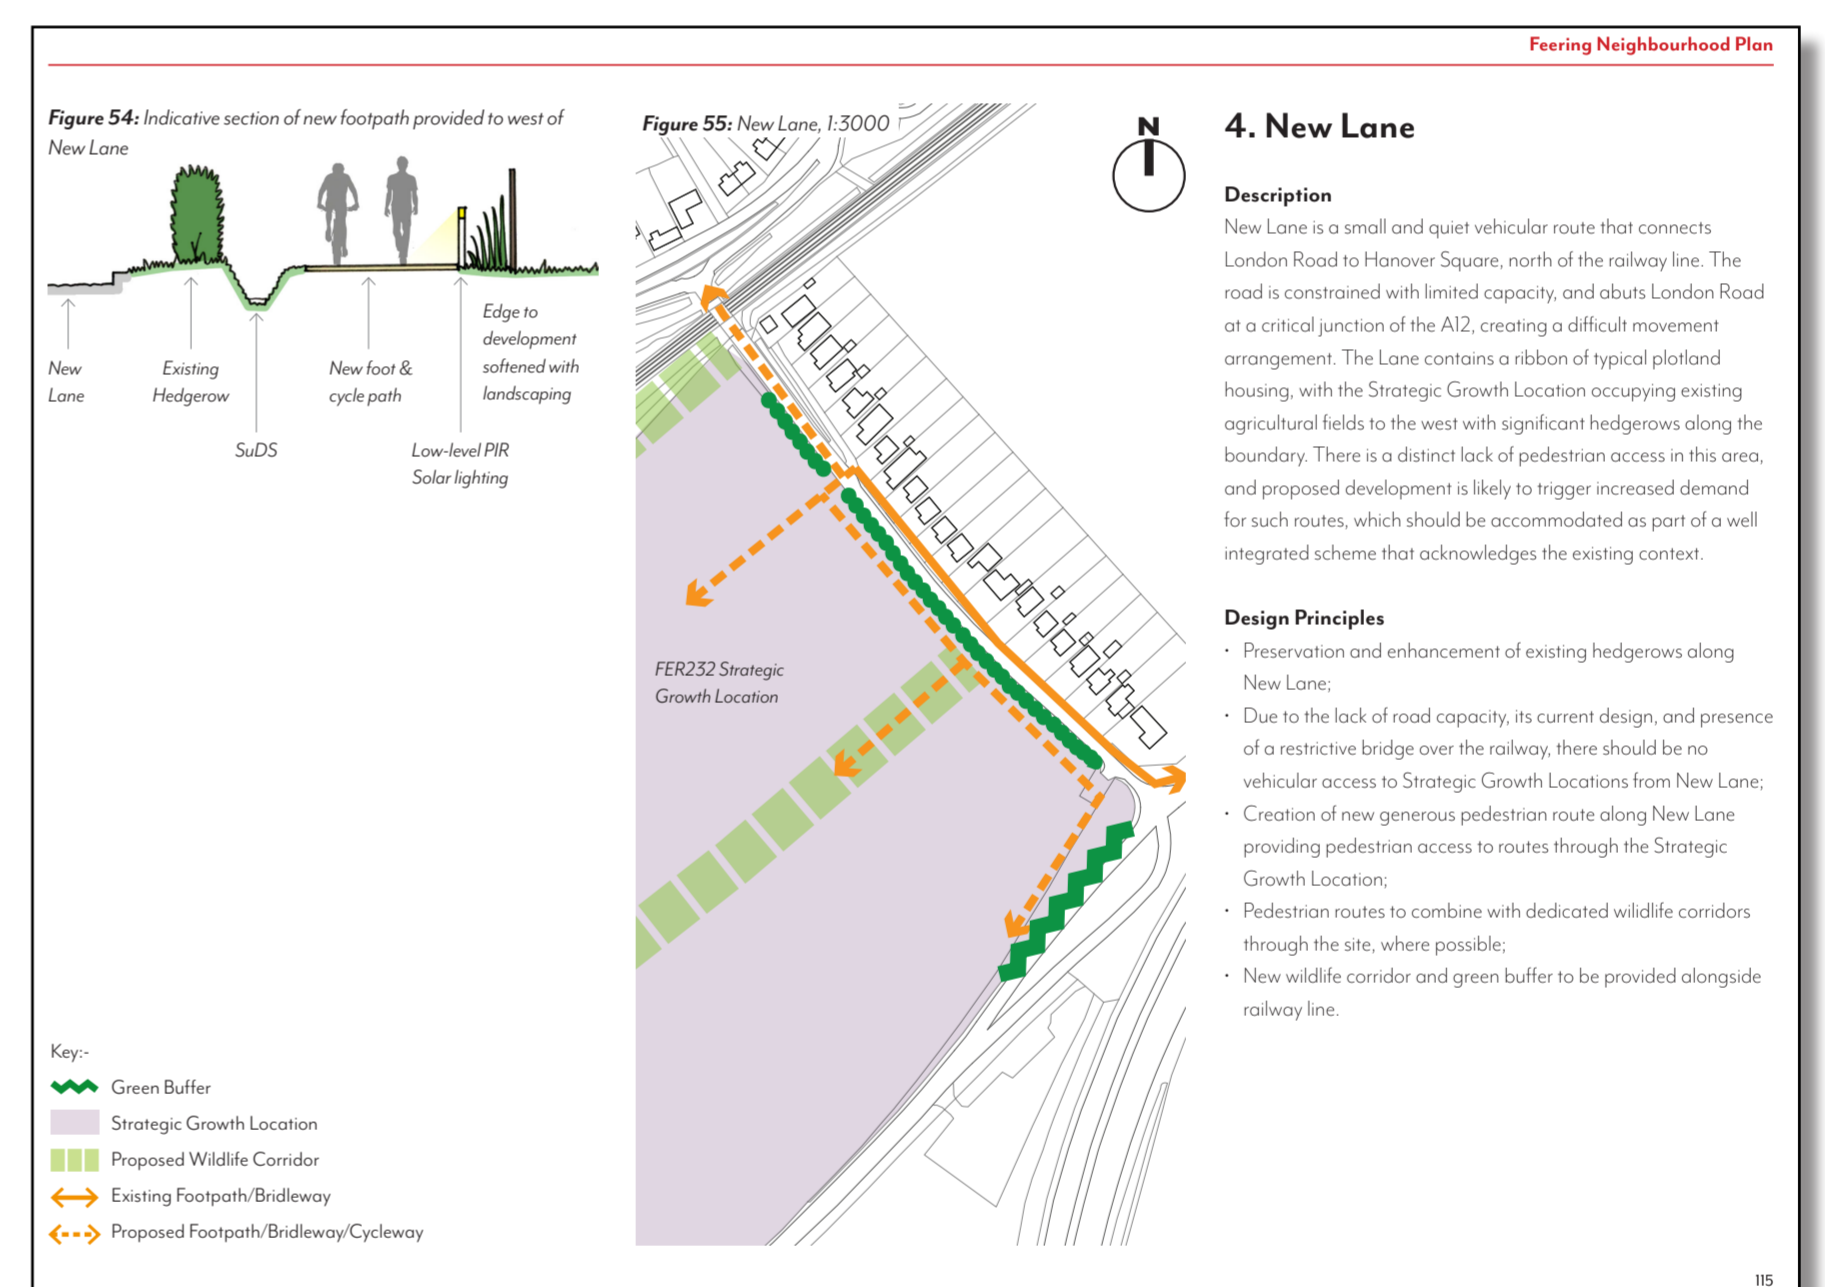 Feering Neighbourhood Plan
Figure 54: Indicative section of new footpath provided to west of
New Lane
New
Lane
Existing
Hedgerow
SuDS
New foot &
cycle path
Low-level PIR
Solar lighting
Edge to
development
softened with
landscaping
Key:-
Green Buffer
Strategic Growth Location
Proposed Wildlife Corridor
Existing Footpath/Bridleway
Proposed Footpath/Bridleway/Cycleway
Figure 55: New Lane, 1:3000
N
FER232 Strategic
Growth Location
4. New Lane
Description
New Lane is a small and quiet vehicular route that connects
London Road to Hanover Square, north of the railway line. The
road is constrained with limited capacity, and abuts London Road
at a critical junction of the A12, creating a difficult movement
arrangement. The Lane contains a ribbon of typical plotland
housing, with the Strategic Growth Location occupying existing
agricultural fields to the west with significant hedgerows along the
boundary. There is a distinct lack of pedestrian access in this area,
and proposed development is likely to trigger increased demand
for such routes, which should be accommodated as part of a well
integrated scheme that acknowledges the existing context.
Design Principles
• Preservation and enhancement of existing hedgerows along
New Lane;
• Due to the lack of road capacity, its current design, and presence
of a restrictive bridge over the railway, there should be no
vehicular access to Strategic Growth Locations from New Lane;
• Creation of new generous pedestrian route along New Lane
providing pedestrian access to routes through the Strategic
Growth Location;
• Pedestrian routes to combine with dedicated wilidlife corridors
through the site, where possible;
• New wildlife corridor and green buffer to be provided alongside
railway line.
115